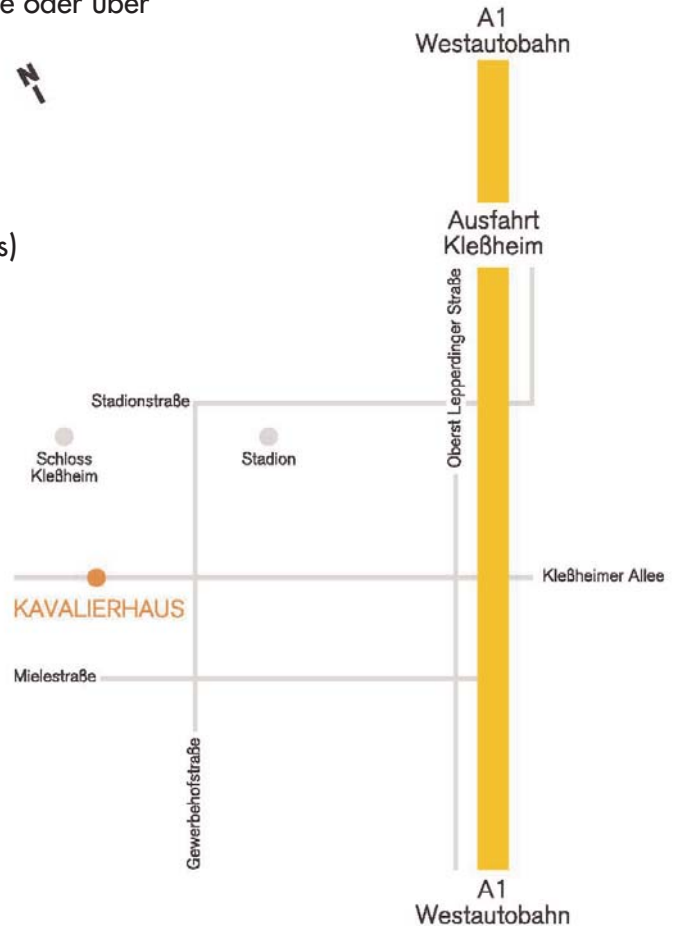 e oder über
A1
Westautobahn
N
s)
Ausfahrt
Kleßheim
Oberst Lepperdinger Straße
Stadionstraße
Schloss
Kleßheim
Stadion
Kleßheimer Allee
KAVALIERHAUS
Mielestraße
Gewerbehofstraße
A1
Westautobahn